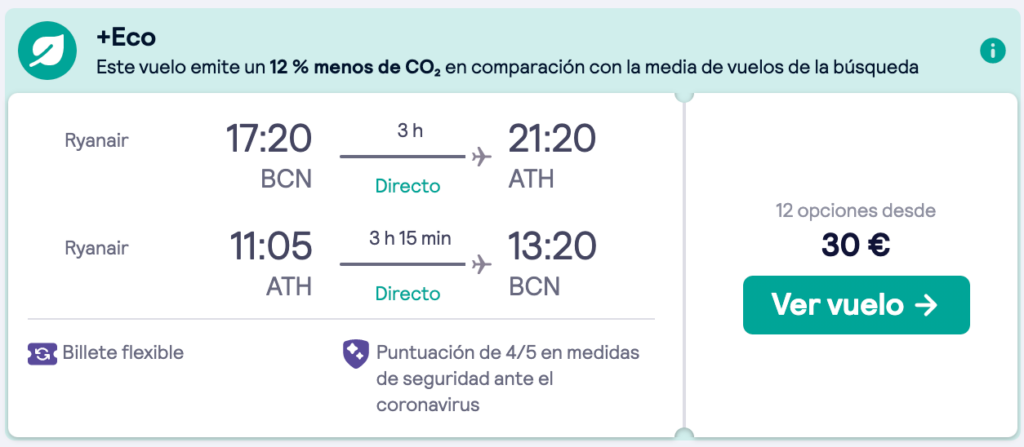 +Eco
Este vuelo emite un 12 % menos de CO₂ en comparación con la media de vuelos de la búsqueda
Ryanair
17:20
BCN
3 h
Directo
21:20
ATH
Ryanair
11:05
ATH
3 h 15 min
Directo
13:20
BCN
Billete flexible
Puntuación de 4/5 en medidas
de seguridad ante el
coronavirus
12 opciones desde
30 €
Ver vuelo →